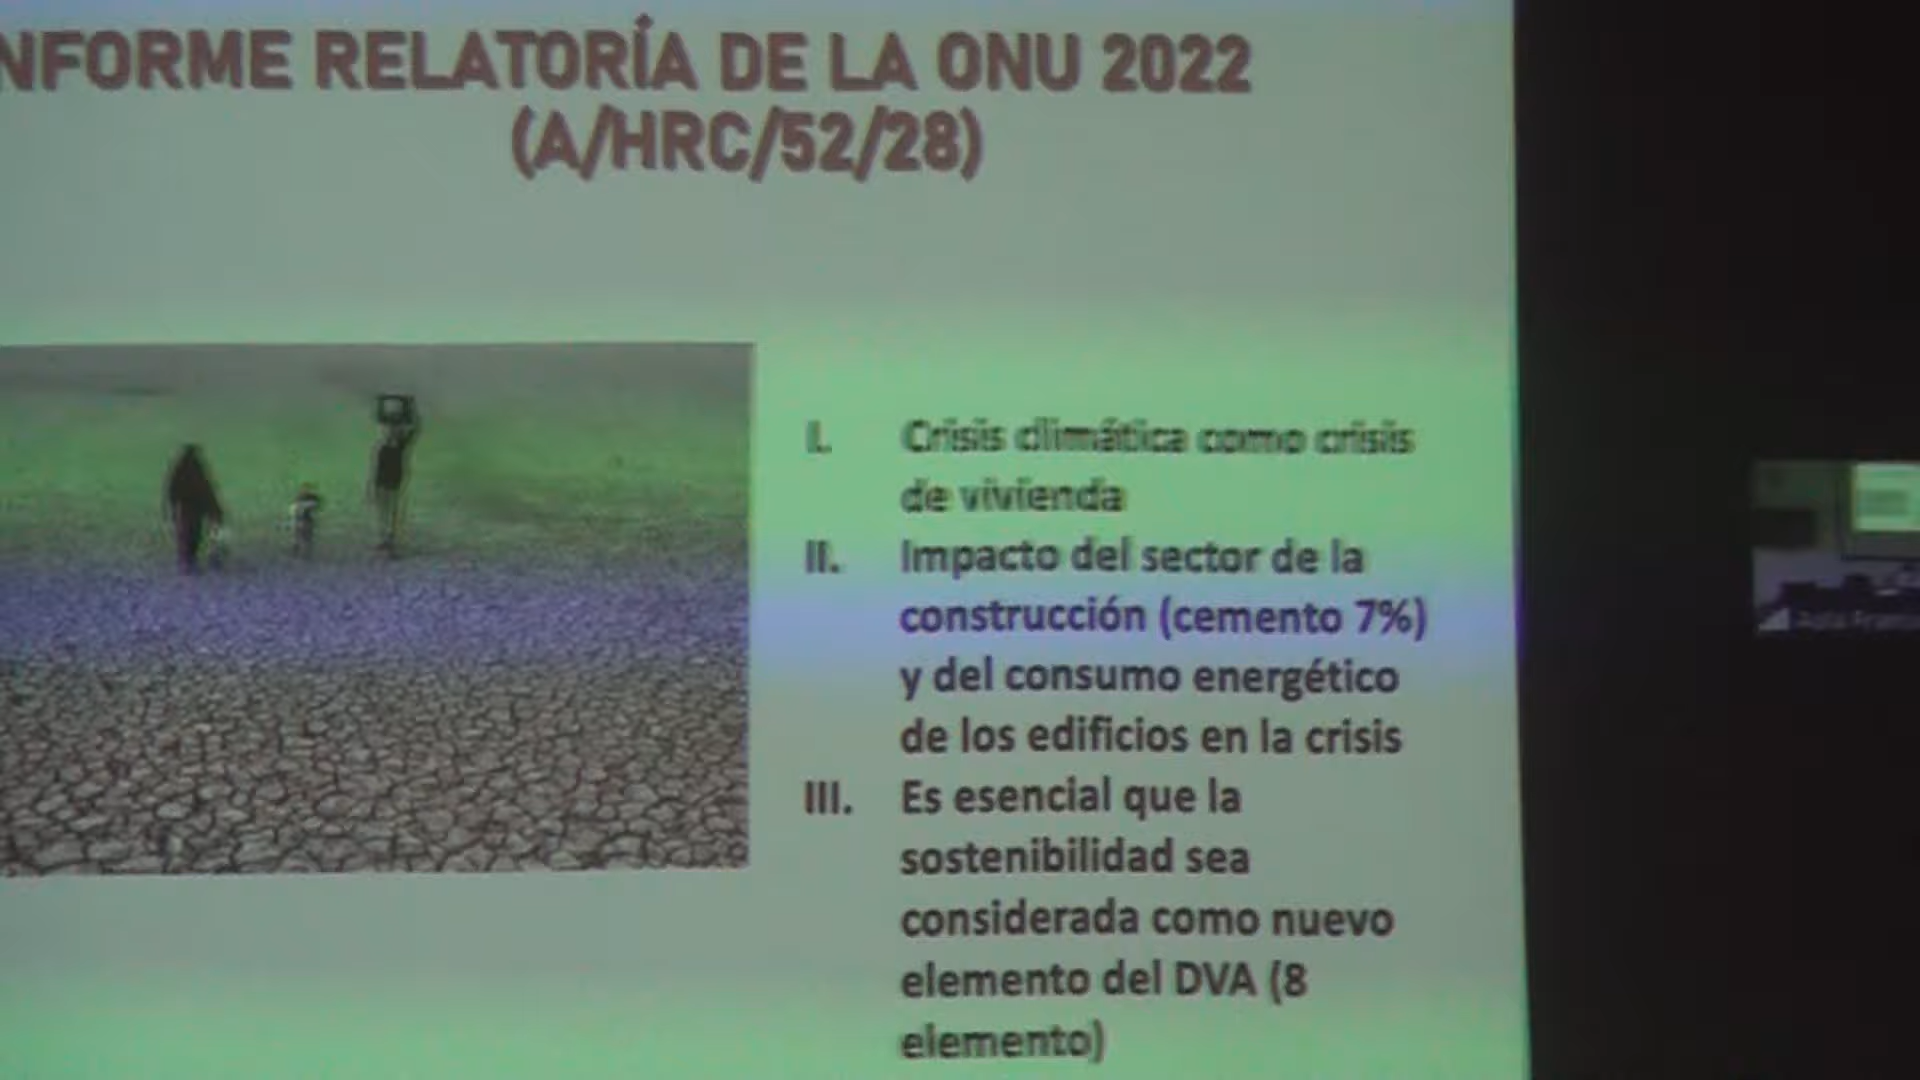 NFORME RELATORÍA DE LA ONU 2022
(A/HRC/52/28)
I. Crisis climática como crisis
de vivienda
II. Impacto del sector de la
construcción (cemento 7%)
y del consumo energético
de los edificios en la crisis
III. Es esencial que la
sostenibilidad sea
considerada como nuevo
elemento del DVA (8
elemento)